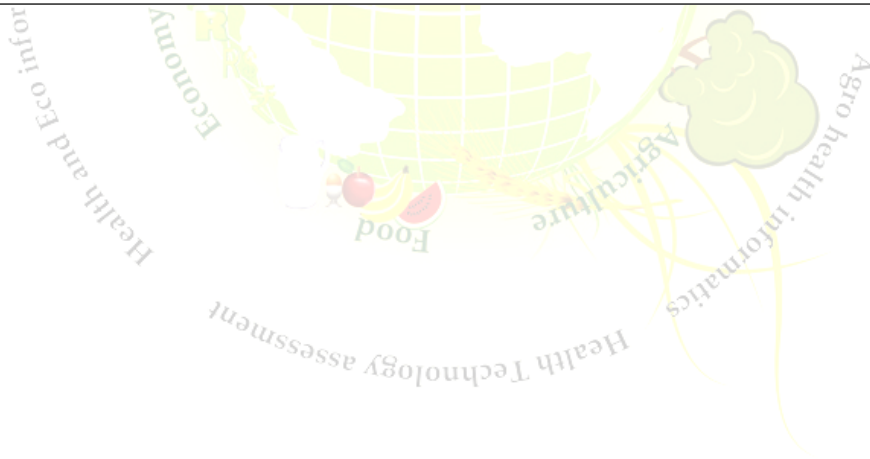 Health and Eco infor
Economy
Food
Agriculture
Agro health informatics
Health Technology assessment